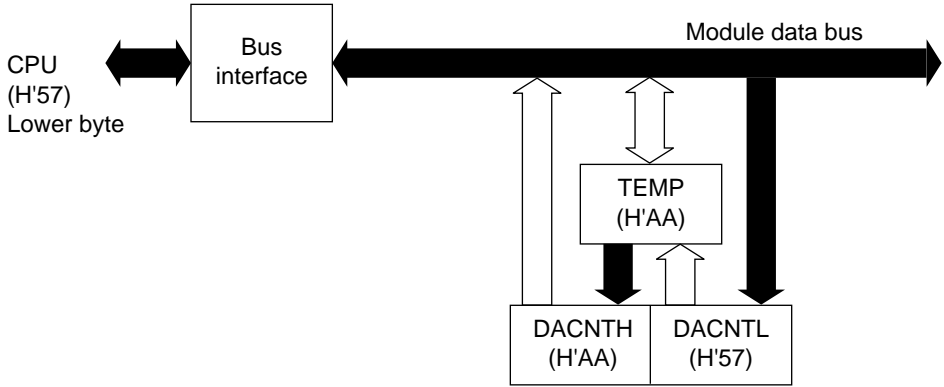 Module data bus
CPU
(H'57)
Lower byte
Bus
interface
TEMP
(H'AA)
DACNTH
(H'AA)
DACNTL
(H'57)